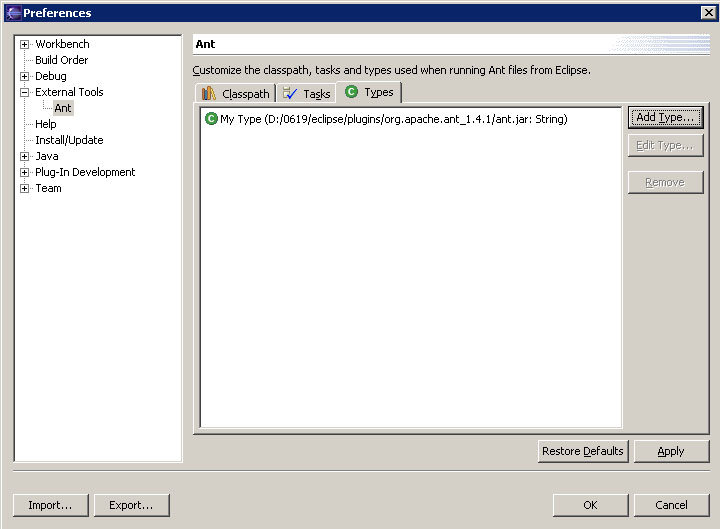 Preferences
Workbench
Build Order
Debug
External Tools
Ant
Help
Install/Update
Java
Plug-In Development
Team
Ant
Customize the classpath, tasks and types used when running Ant files from Eclipse.
Classpath Tasks Types
My Type (D:/0619/eclipse/plugins/org.apache.ant_1.4.1/ant.jar: String)
Add Type...
Edit Type...
Remove
Restore Defaults Apply
Import... Export... OK Cancel